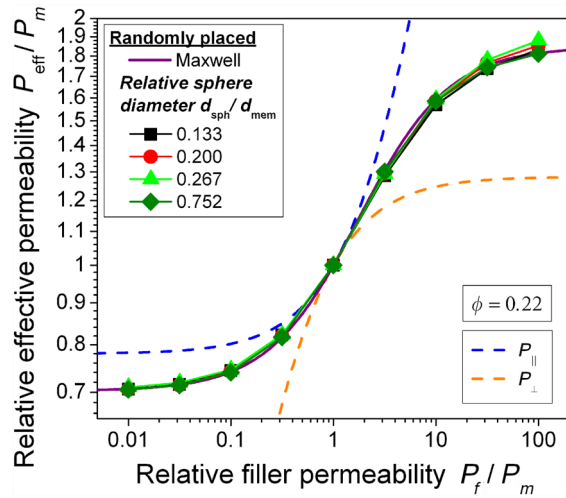 Relative effective permeability P_eff / P_m
2
1.9
1.8
1.7
1.6
1.5
1.4
1.3
1.2
1.1
1
0.9
0.8
0.7
Randomly placed
Maxwell
Relative sphere
diameter d_sph / d_mem
0.133
0.200
0.267
0.752
ϕ = 0.22
P_||
P_⊥
0.01
0.1
1
10
100
Relative filler permeability P_f / P_m